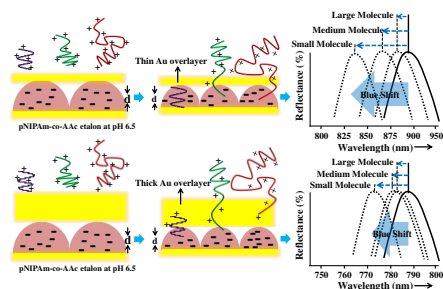 Thin Au overlayer
d
d
pNIPAm-co-AAc etalon at pH 6.5
Large Molecule
Medium Molecule
Small Molecule
Blue Shift
Reflectance (%)
800 825 850 875 900 925 950
Wavelength (nm)
Thick Au overlayer
d
d
pNIPAm-co-AAc etalon at pH 6.5
Large Molecule
Medium Molecule
Small Molecule
Blue Shift
Reflectance (%)
750 760 770 780 790 800
Wavelength (nm)